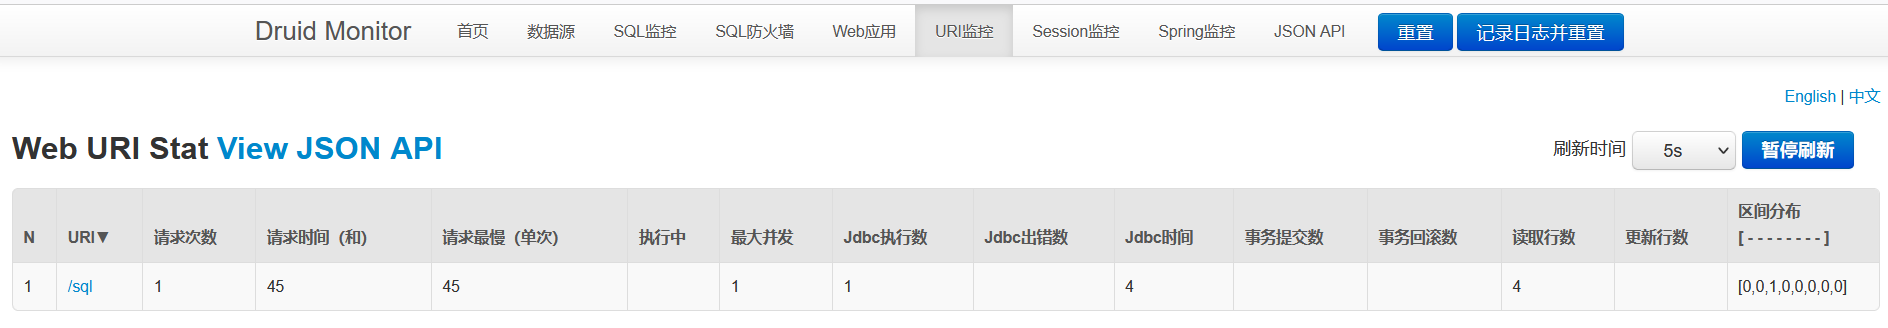 Druid Monitor 首页 数据源 SQL监控 SQL防火墙 Web应用 URI监控 Session监控 Spring监控 JSON API 重置 记录日志并重置
English | 中文
Web URI Stat View JSON API 刷新时间 5s 暂停刷新
N URI▼ 请求次数 请求时间（和） 请求最慢（单次） 执行中 最大并发 Jdbc执行数 Jdbc出错数 Jdbc时间 事务提交数 事务回滚数 读取行数 更新行数 区间分布
[ - - - - - - - - ]
1 /sql 1 45 45 1 1 4 4 [0,0,1,0,0,0,0,0]